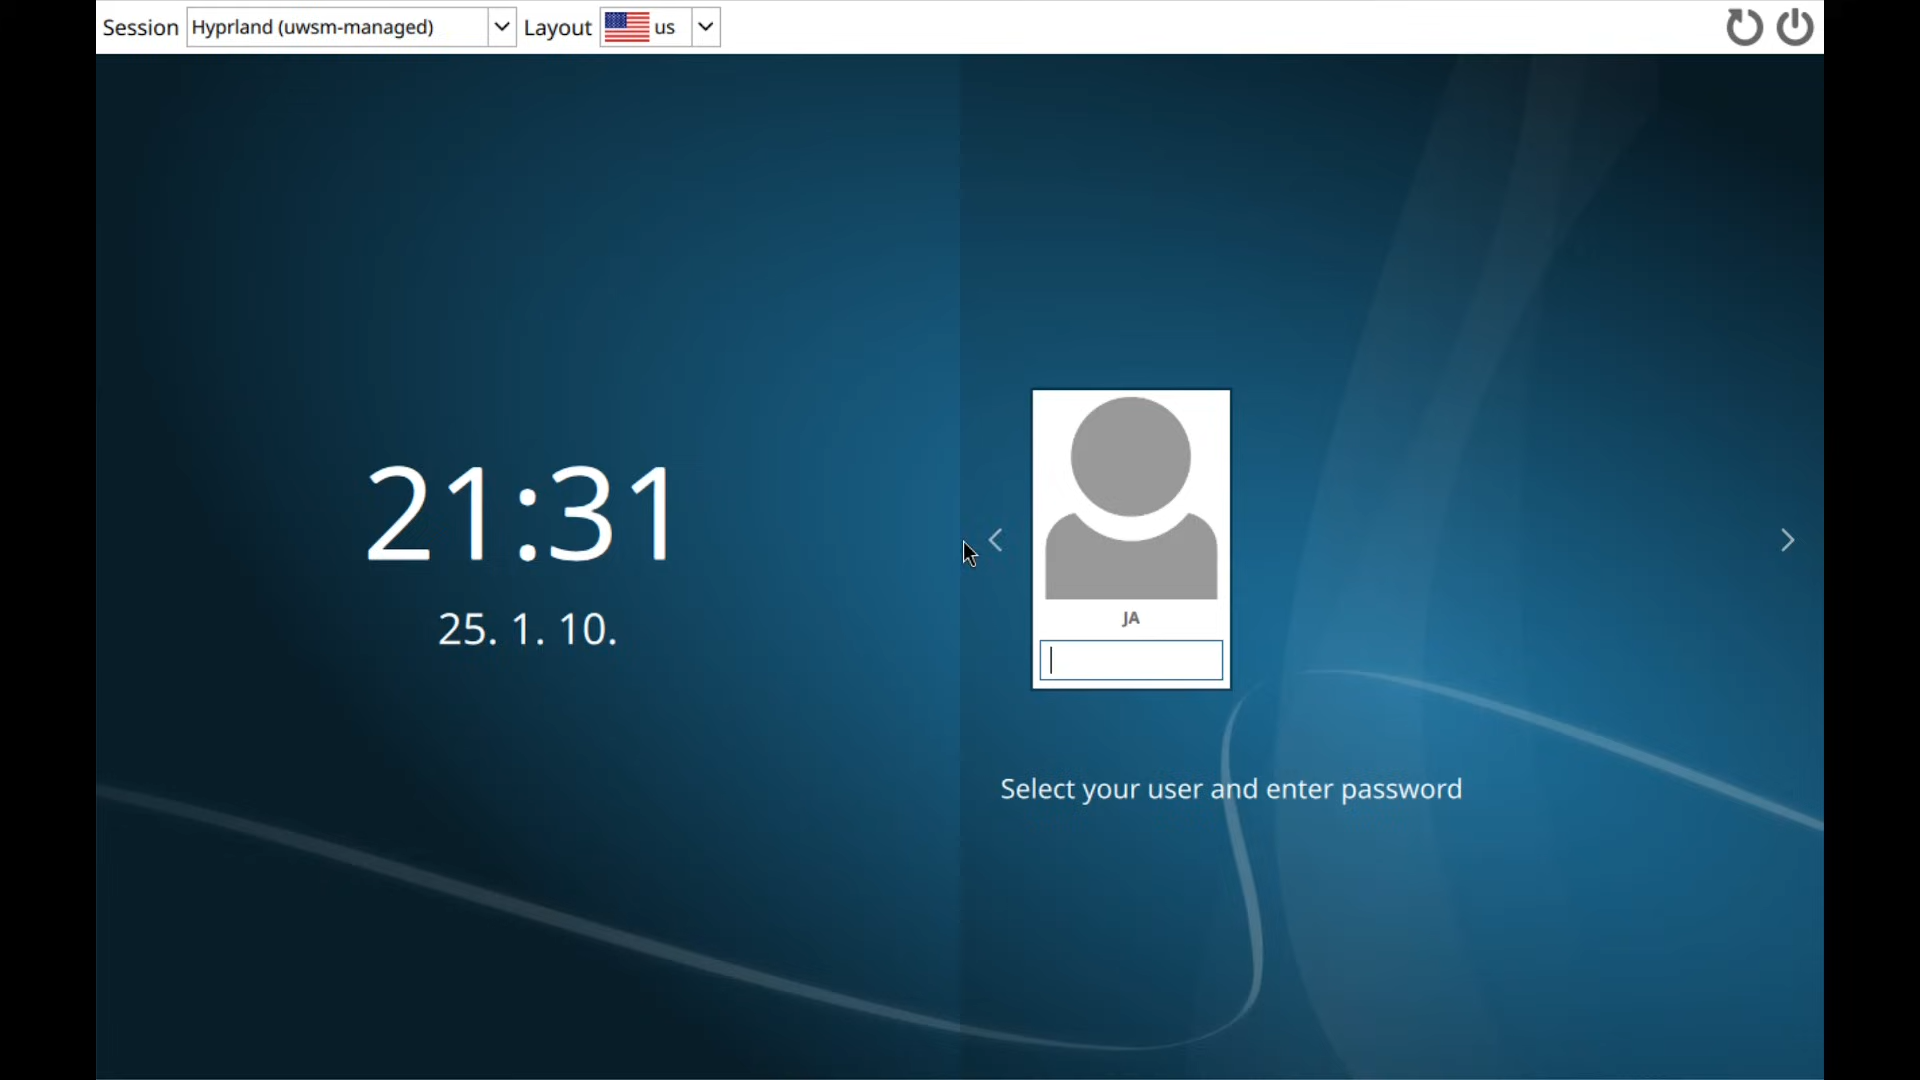 Session Hyprland (uwsm-managed) Layout us
21:31
25. 1. 10.
JA
Select your user and enter password